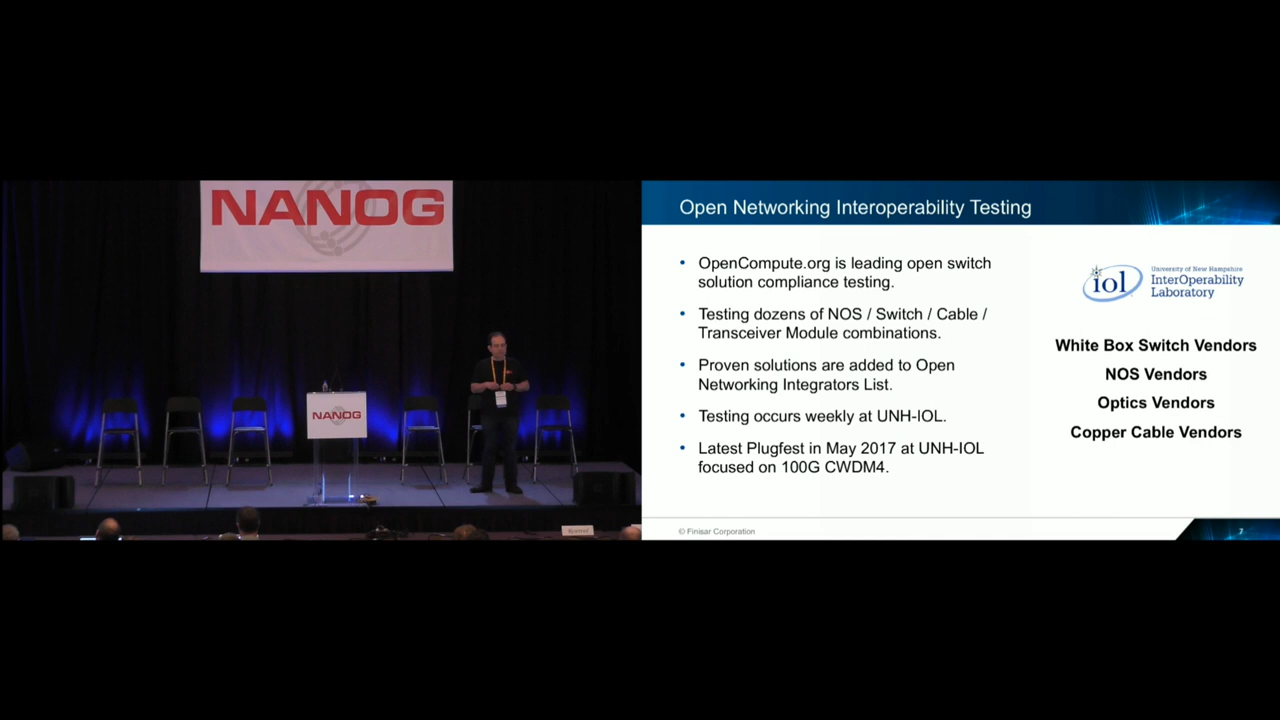 NANOG
NANOG
Open Networking Interoperability Testing
• OpenCompute.org is leading open switch
solution compliance testing.
• Testing dozens of NOS / Switch / Cable /
Transceiver Module combinations.
• Proven solutions are added to Open
Networking Integrators List.
• Testing occurs weekly at UNH-IOL.
• Latest Plugfest in May 2017 at UNH-IOL
focused on 100G CWDM4.
iol
University of New Hampshire
InterOperability
Laboratory
White Box Switch Vendors
NOS Vendors
Optics Vendors
Copper Cable Vendors
© Finisar Corporation
7